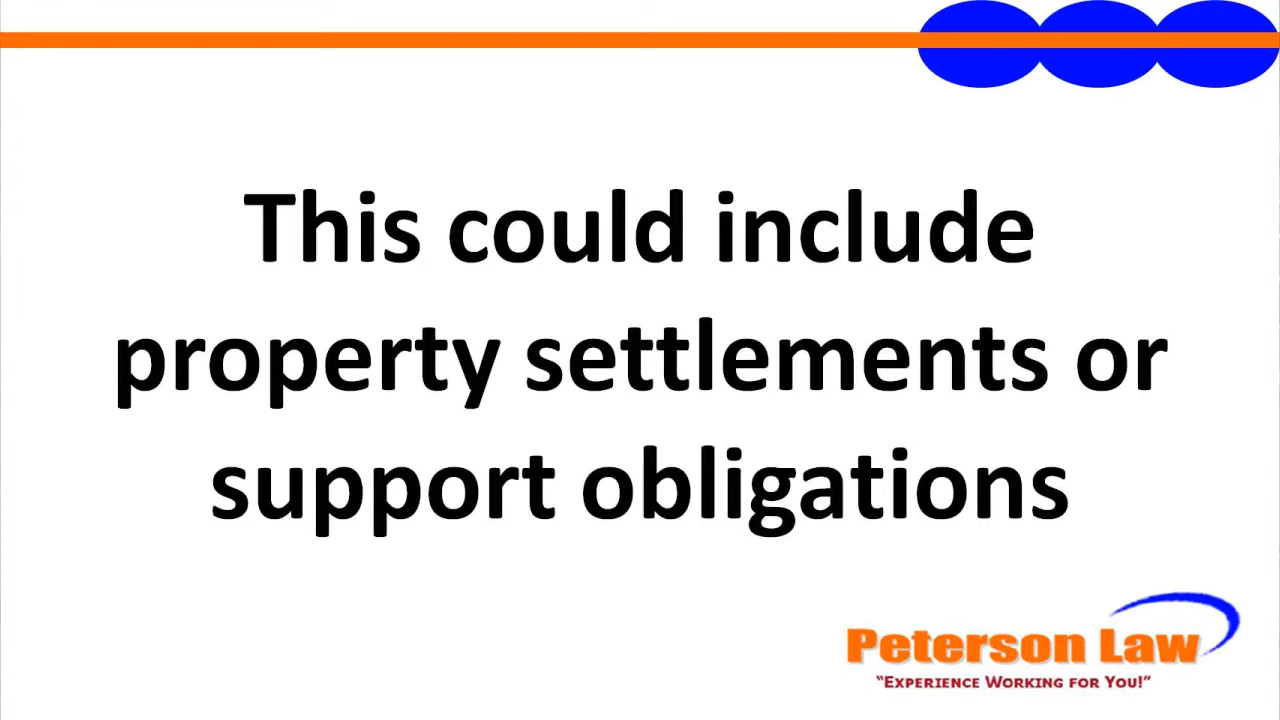 This could include
property settlements or
support obligations
Peterson Law
“Experience Working for You!”